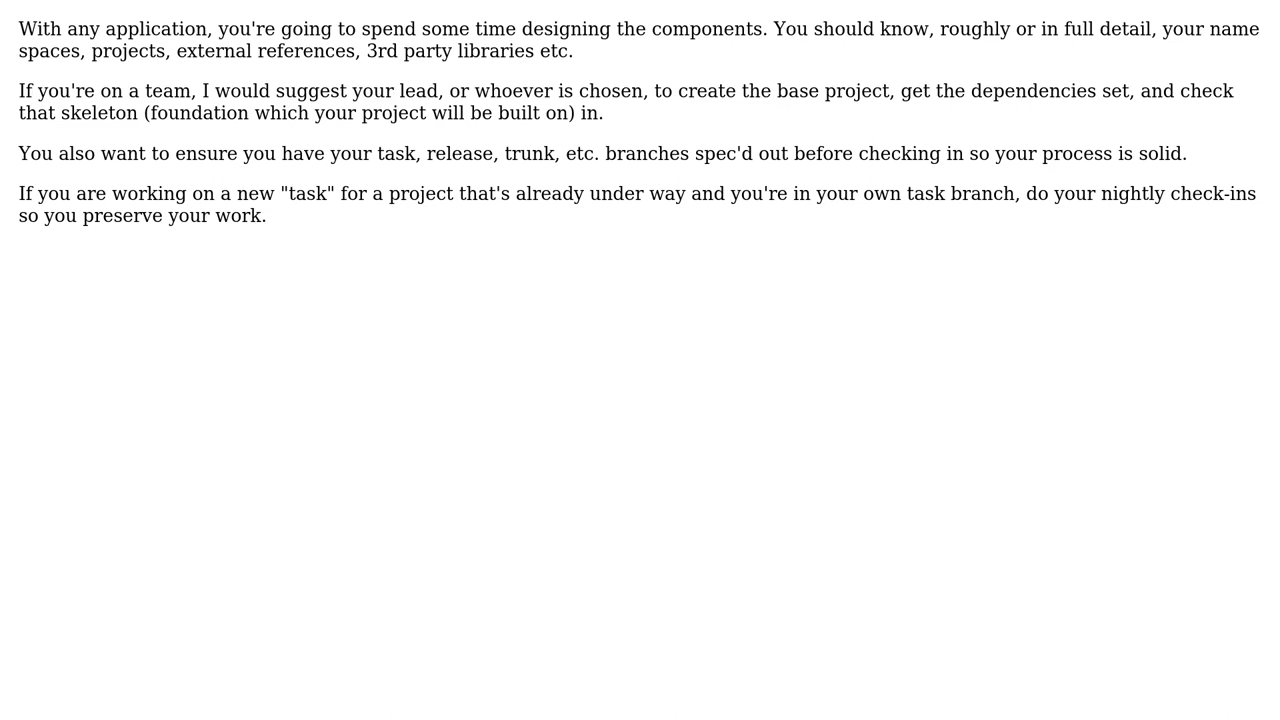 With any application, you're going to spend some time designing the components. You should know, roughly or in full detail, your name
spaces, projects, external references, 3rd party libraries etc.
If you're on a team, I would suggest your lead, or whoever is chosen, to create the base project, get the dependencies set, and check
that skeleton (foundation which your project will be built on) in.
You also want to ensure you have your task, release, trunk, etc. branches spec'd out before checking in so your process is solid.
If you are working on a new "task" for a project that's already under way and you're in your own task branch, do your nightly check-ins
so you preserve your work.